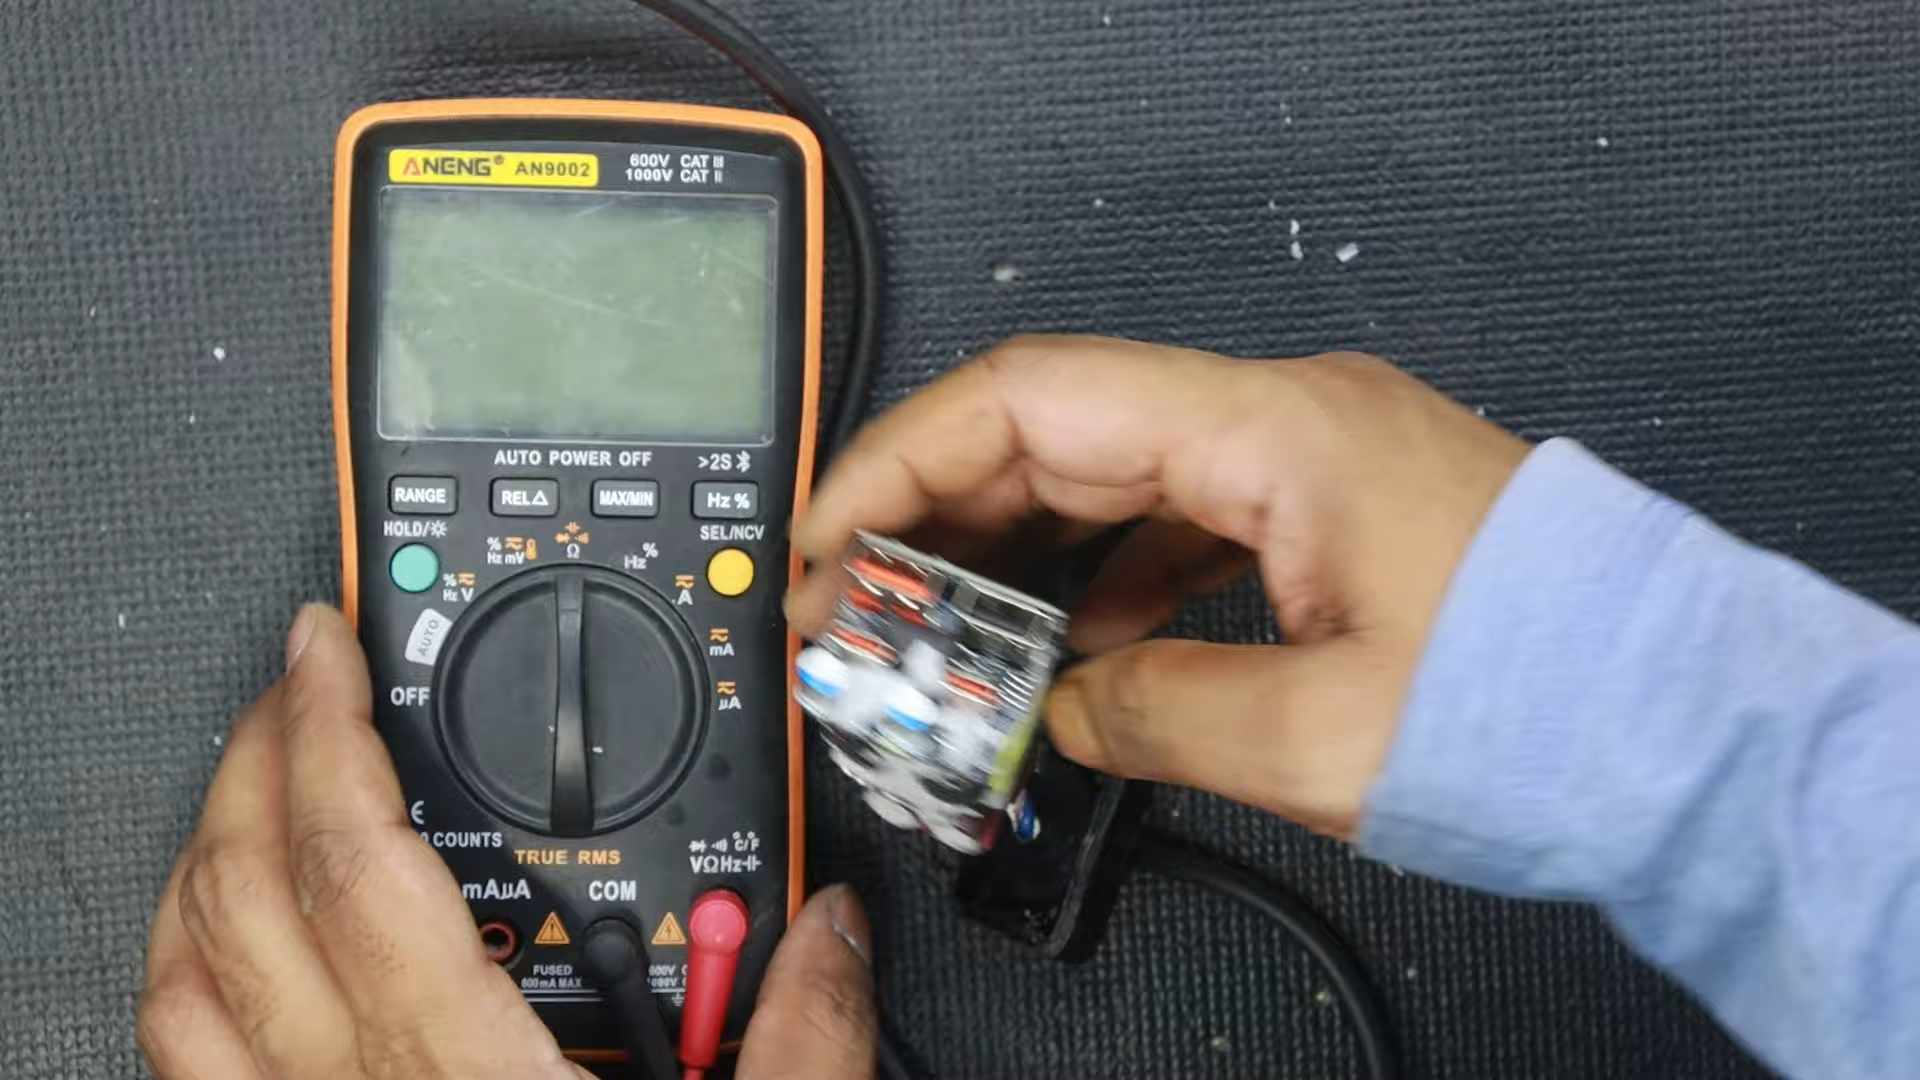 ANENG® AN9002
600V CAT III
1000V CAT II
AUTO POWER OFF
>2S
RANGE
REL△
MAX/MIN
Hz %
HOLD/
SEL/NCV
%
Hz mV
Ω
Hz %
%
Hz V
A
AUTO
mA
OFF
μA
CE
COUNTS
TRUE RMS
°C/°F
VΩHz
mAμA
COM
FUSED
600mA MAX
600V
1000V